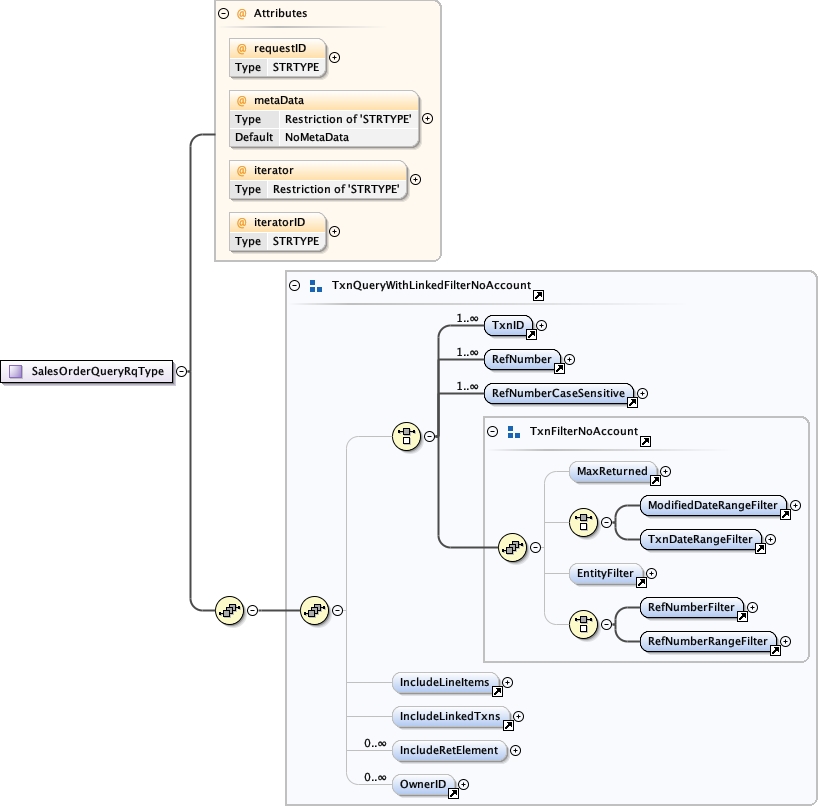 @ Attributes
@ requestID
Type STRTYPE
@ metaData
Type Restriction of 'STRTYPE'
Default NoMetaData
@ iterator
Type Restriction of 'STRTYPE'
@ iteratorID
Type STRTYPE
SalesOrderQueryRqType
TxnQueryWithLinkedFilterNoAccount
1..∞ TxnID
1..∞ RefNumber
1..∞ RefNumberCaseSensitive
TxnFilterNoAccount
MaxReturned
ModifiedDateRangeFilter
TxnDateRangeFilter
EntityFilter
RefNumberFilter
RefNumberRangeFilter
IncludeLineItems
IncludeLinkedTxns
0..∞ IncludeRetElement
0..∞ OwnerID